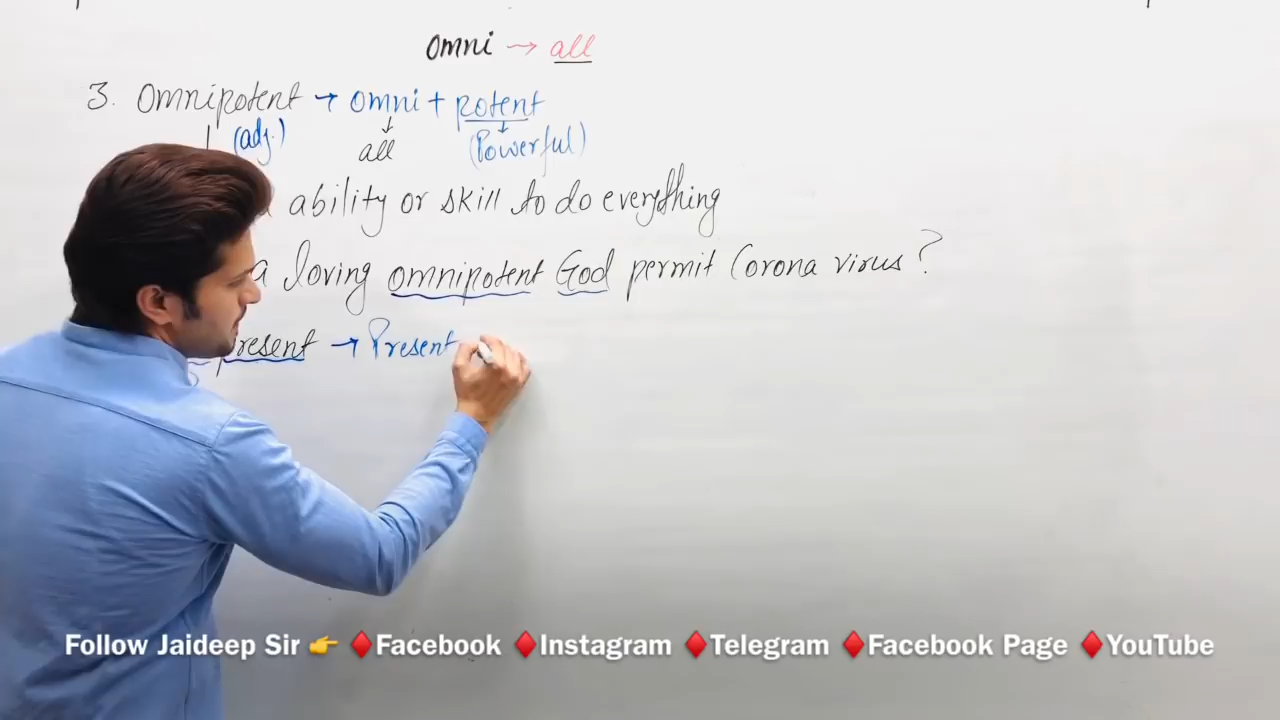 Omni → all
3. Omnipotent → omni + potent
(adj.) all (Powerful)
ability or skill to do everything
a loving omnipotent God permit Corona virus?
present → Present
Follow Jaideep Sir 👉 ♦Facebook ♦Instagram ♦Telegram ♦Facebook Page ♦YouTube